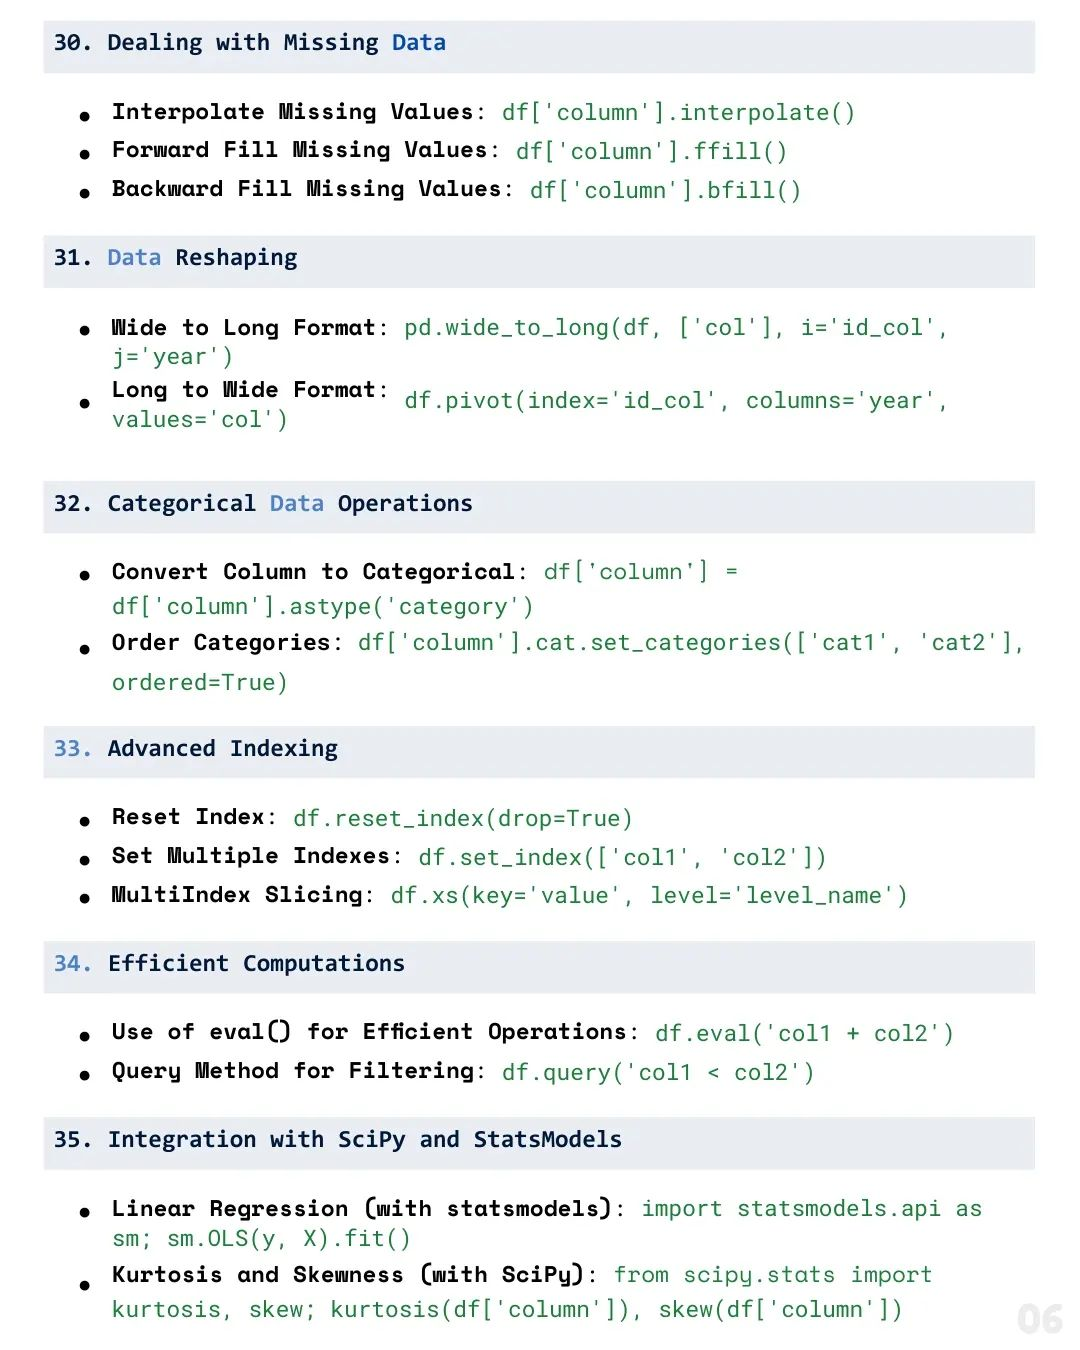 30. Dealing with Missing Data
● Interpolate Missing Values: df['column'].interpolate()
● Forward Fill Missing Values: df['column'].ffill()
● Backward Fill Missing Values: df['column'].bfill()
31. Data Reshaping
● Wide to Long Format: pd.wide_to_long(df, ['col'], i='id_col',
j='year')
● Long to Wide Format: df.pivot(index='id_col', columns='year',
values='col')
32. Categorical Data Operations
● Convert Column to Categorical: df['column'] =
df['column'].astype('category')
● Order Categories: df['column'].cat.set_categories(['cat1', 'cat2'],
ordered=True)
33. Advanced Indexing
● Reset Index: df.reset_index(drop=True)
● Set Multiple Indexes: df.set_index(['col1', 'col2'])
● MultiIndex Slicing: df.xs(key='value', level='level_name')
34. Efficient Computations
● Use of eval() for Efficient Operations: df.eval('col1 + col2')
● Query Method for Filtering: df.query('col1 < col2')
35. Integration with SciPy and StatsModels
● Linear Regression (with statsmodels): import statsmodels.api as
sm; sm.OLS(y, X).fit()
● Kurtosis and Skewness (with SciPy): from scipy.stats import
kurtosis, skew; kurtosis(df['column']), skew(df['column'])
06